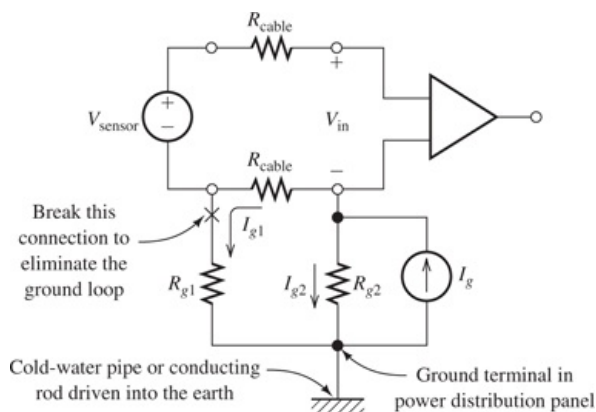 R_cable
+
V_sensor
+
−
V_in
R_cable
−
Break this
connection to
eliminate the
ground loop
I_g1
R_g1
I_g2
R_g2
I_g
Cold-water pipe or conducting
rod driven into the earth
Ground terminal in
power distribution panel